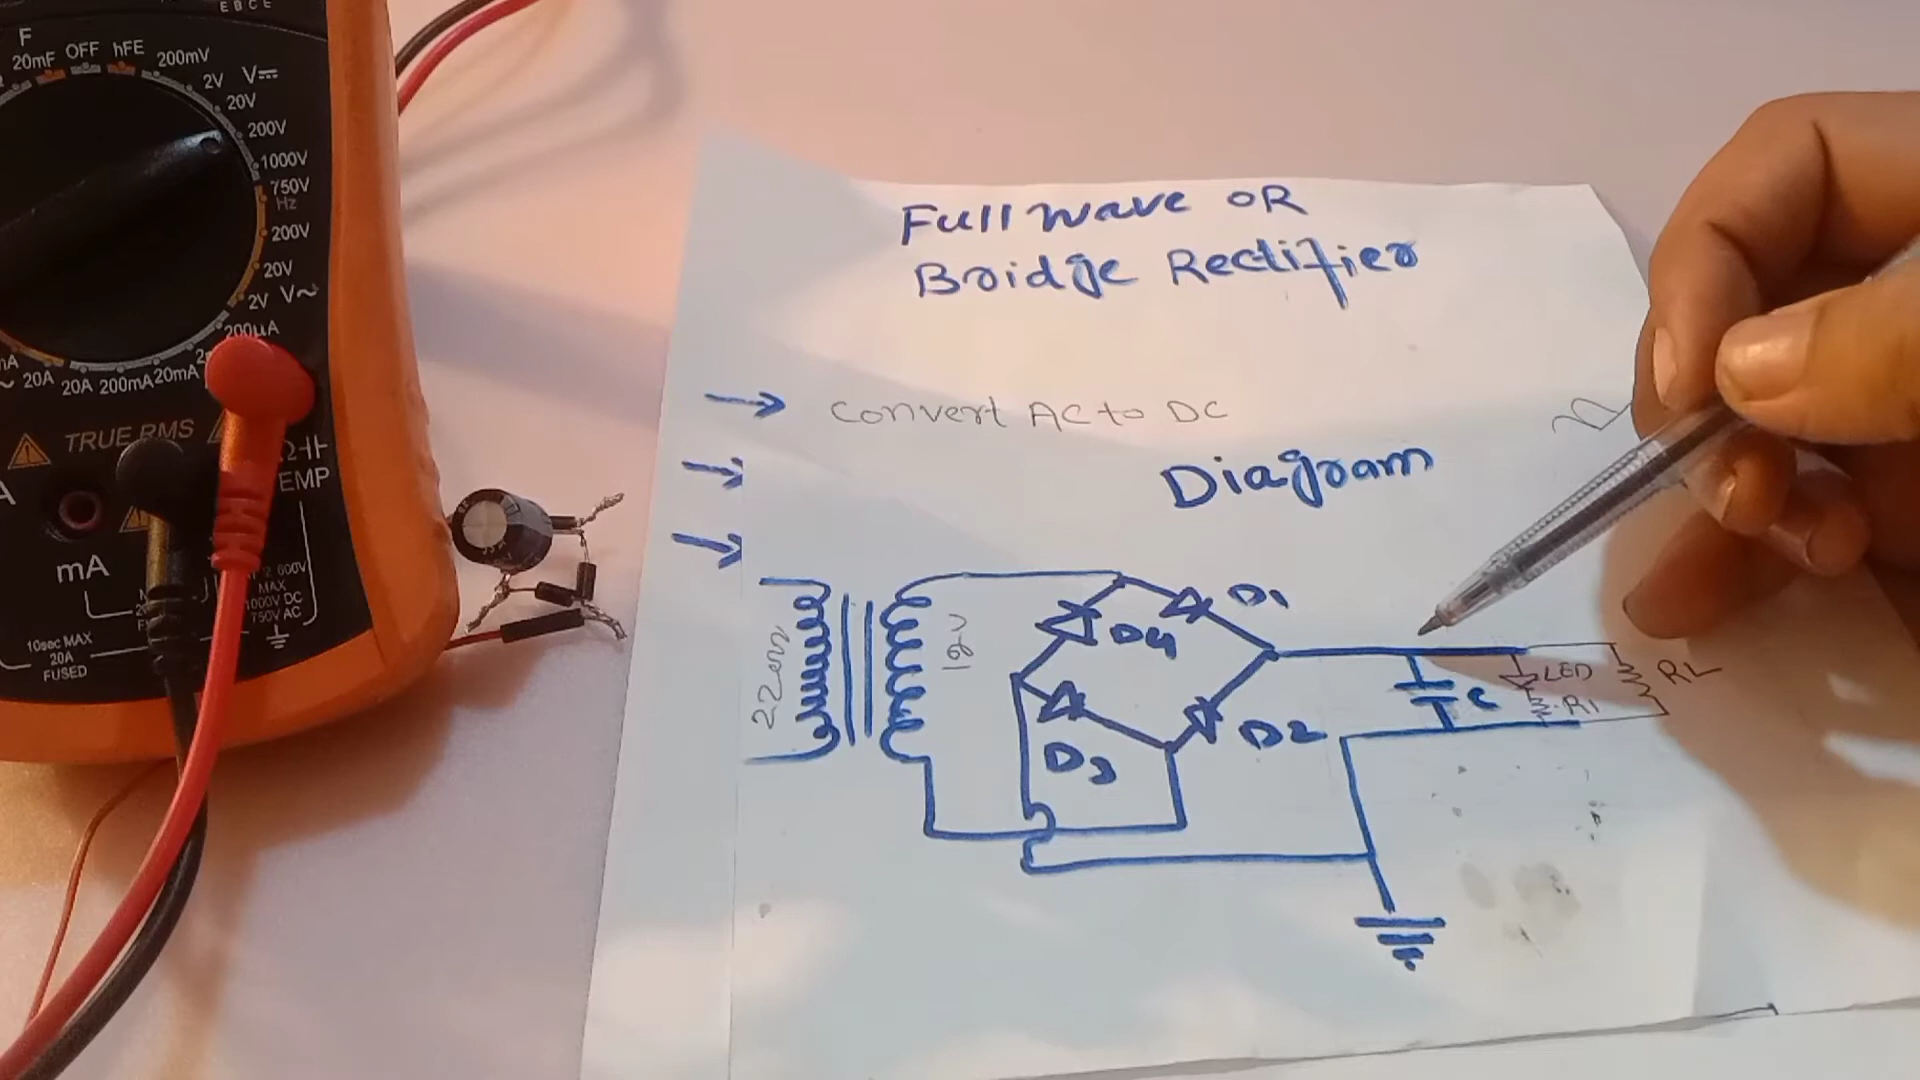 E B C E
F
20mF OFF hFE 200mV
2V V⎓
20V
200V
1000V
750V
Hz
200V
20V
2V V~
200µA
20A 20A 200mA 20mA
TRUE RMS
EMP
mA
MAX
1000V DC
750V AC
10sec MAX
20A
FUSED
Full wave OR
Bridge Rectifier
→ Convert AC to DC
→
→
Diagram
220V
D1
D4
D3
D2
C
LED
R1
RL